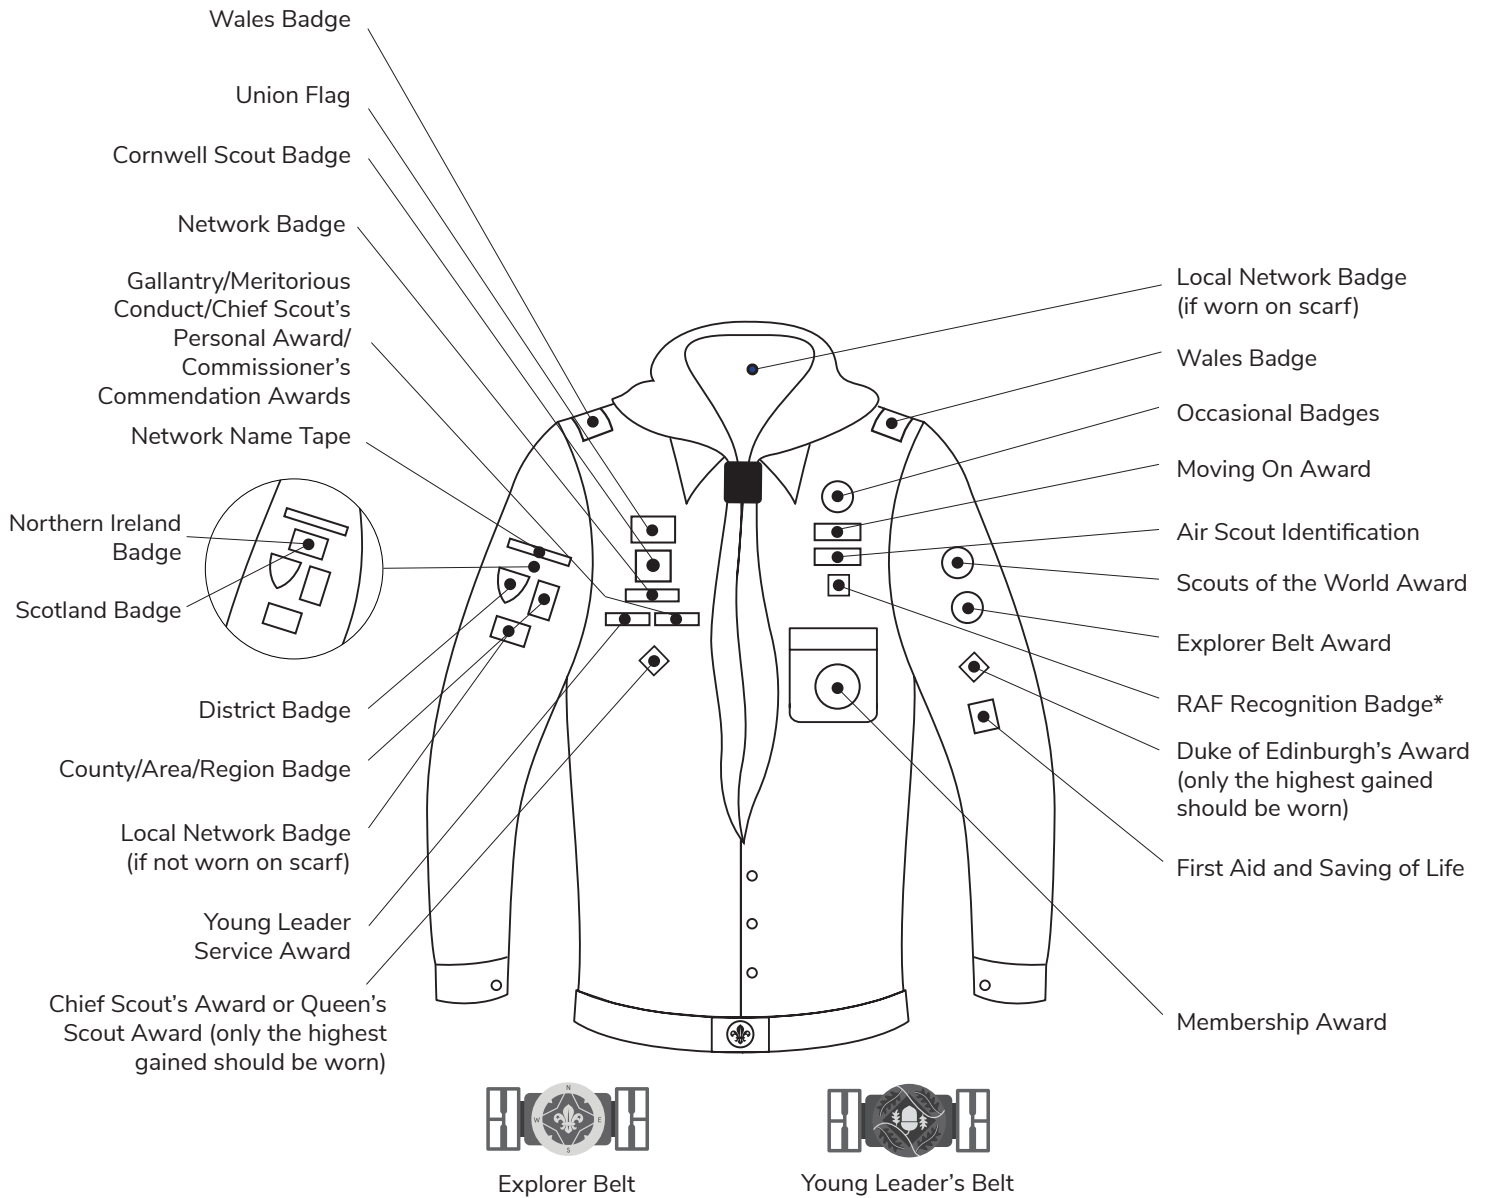 Wales Badge
Union Flag
Cornwell Scout Badge
Network Badge
Gallantry/Meritorious
Conduct/Chief Scout’s
Personal Award/
Commissioner’s
Commendation Awards
Network Name Tape
Northern Ireland
Badge
Scotland Badge
District Badge
County/Area/Region Badge
Local Network Badge
(if not worn on scarf)
Young Leader
Service Award
Chief Scout’s Award or Queen’s
Scout Award (only the highest
gained should be worn)
Local Network Badge
(if worn on scarf)
Wales Badge
Occasional Badges
Moving On Award
Air Scout Identification
Scouts of the World Award
Explorer Belt Award
RAF Recognition Badge*
Duke of Edinburgh’s Award
(only the highest gained
should be worn)
First Aid and Saving of Life
Membership Award
N
W E
S
Explorer Belt
Young Leader’s Belt